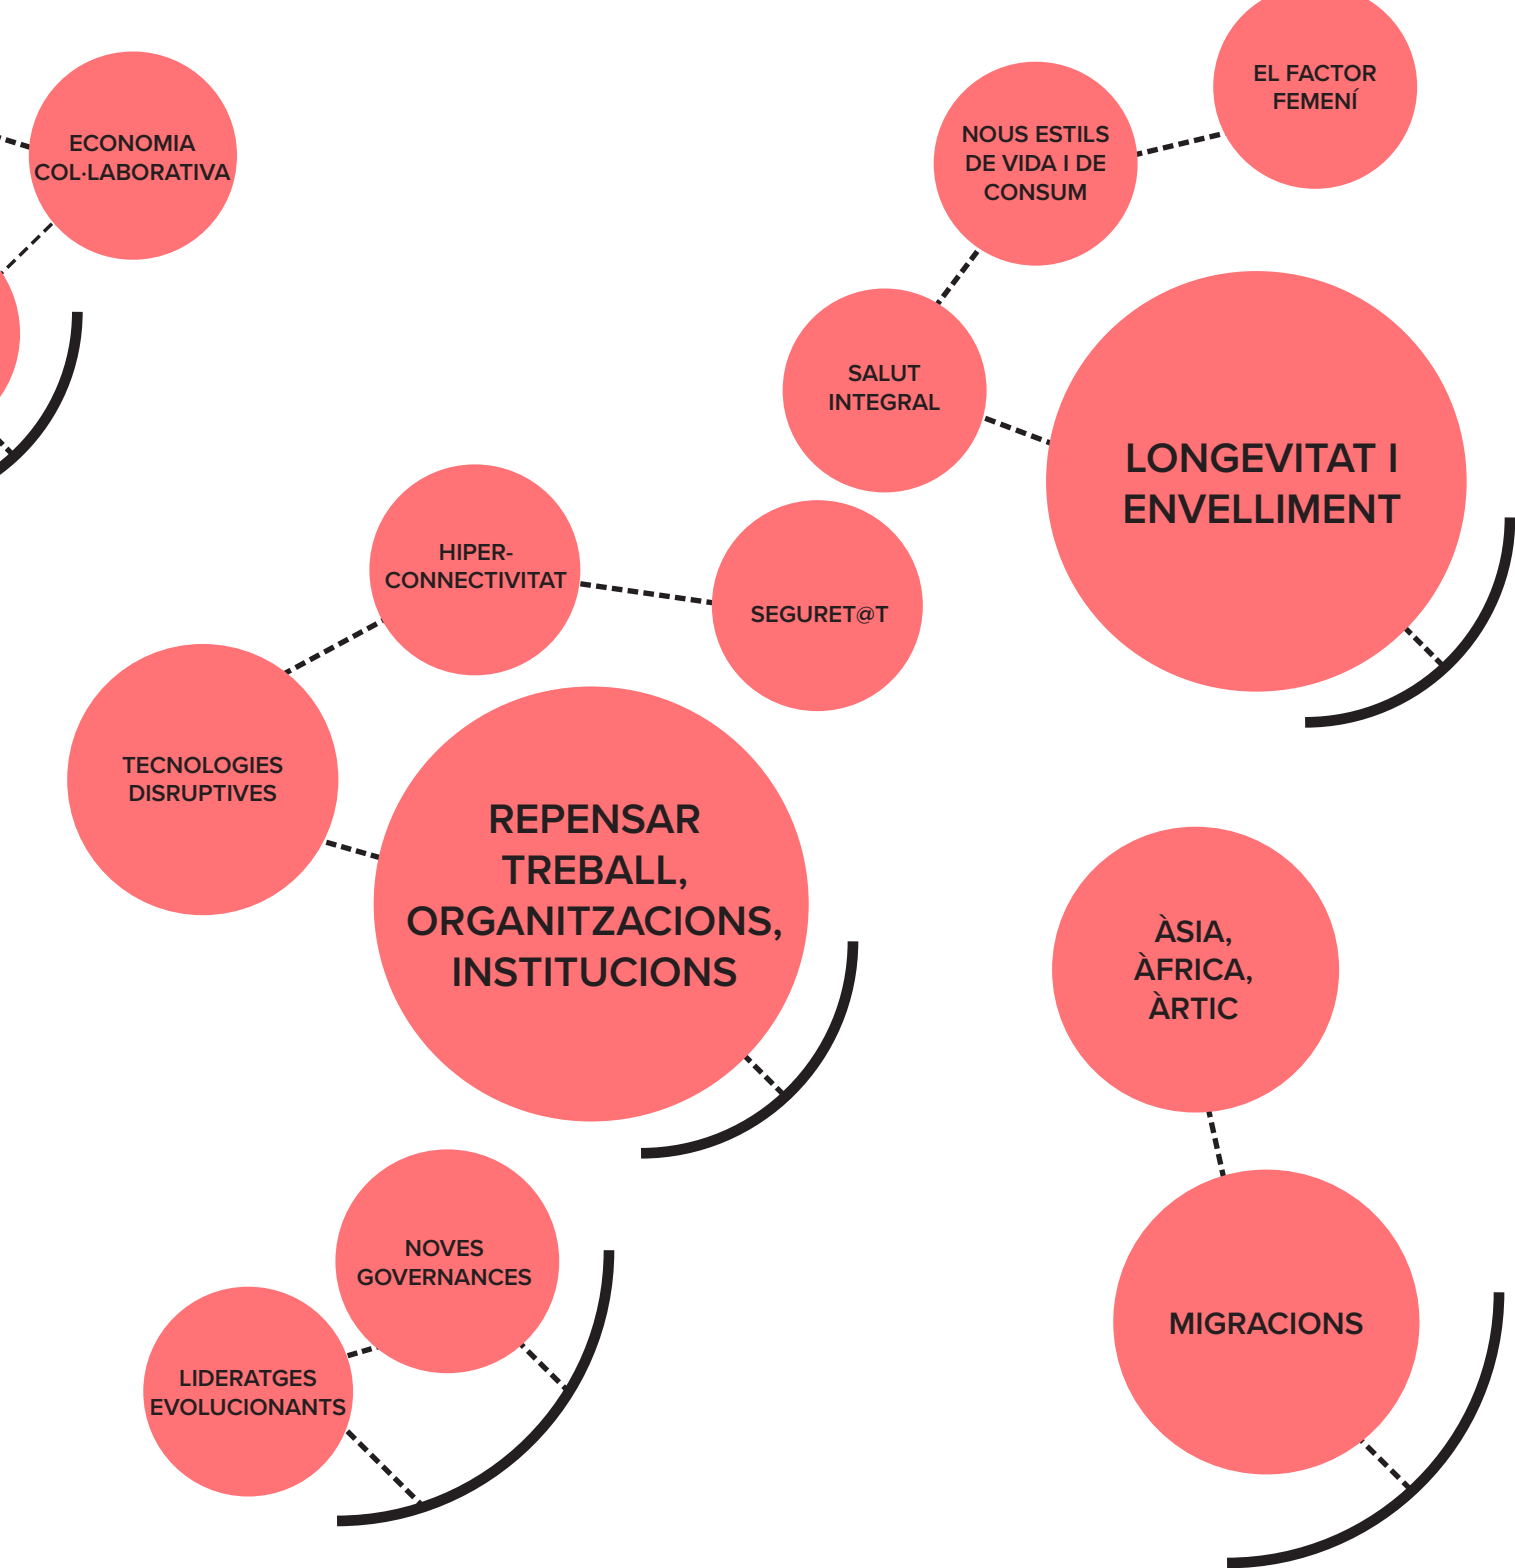 EL FACTOR
FEMENÍ
ECONOMIA
COL·LABORATIVA
NOUS ESTILS
DE VIDA I DE
CONSUM
SALUT
INTEGRAL
LONGEVITAT I
ENVELLIMENT
HIPER-
CONNECTIVITAT
SEGURET@T
TECNOLOGIES
DISRUPTIVES
REPENSAR
TREBALL,
ORGANITZACIONS,
INSTITUCIONS
ÀSIA,
ÀFRICA,
ÀRTIC
NOVES
GOVERNANCES
MIGRACIONS
LIDERATGES
EVOLUCIONANTS